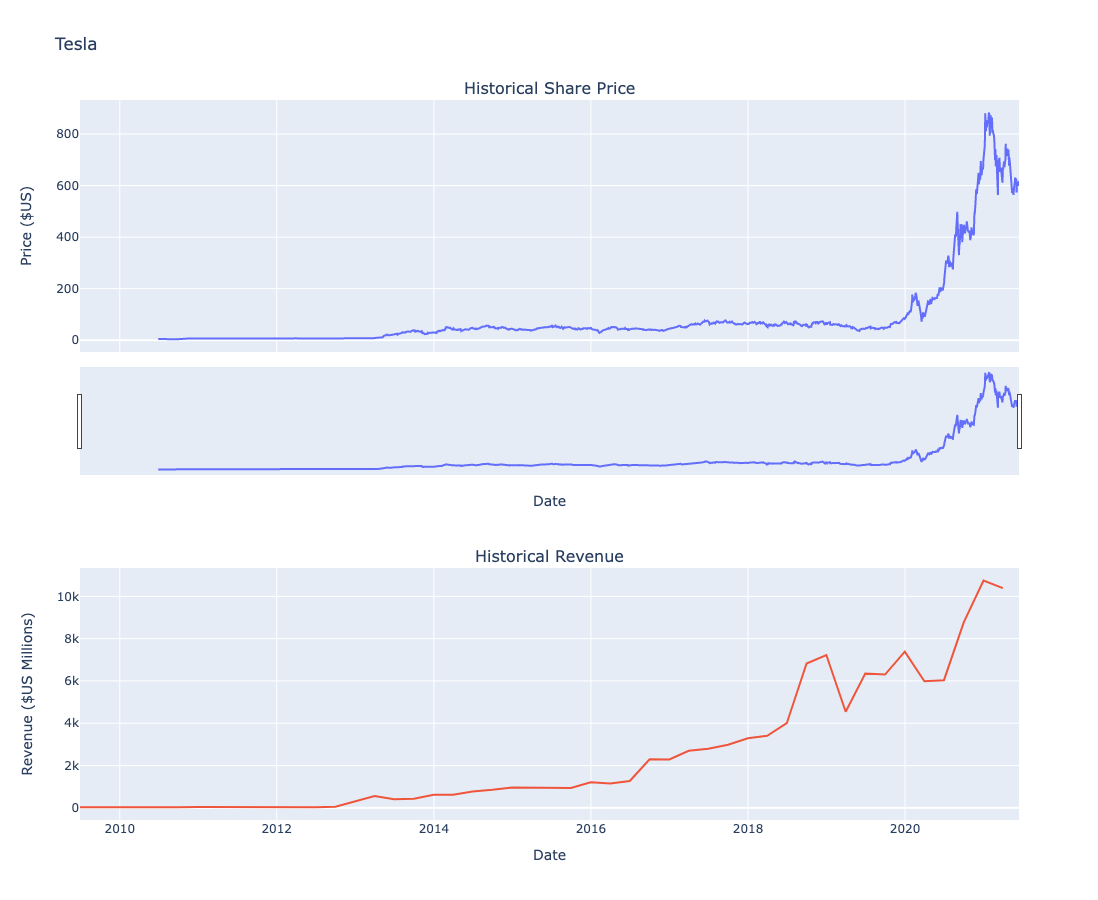 Tesla
Historical Share Price
800
600
400
200
0
Price ($US)
Date
Historical Revenue
10k
8k
6k
4k
2k
0
Revenue ($US Millions)
2010 2012 2014 2016 2018 2020
Date